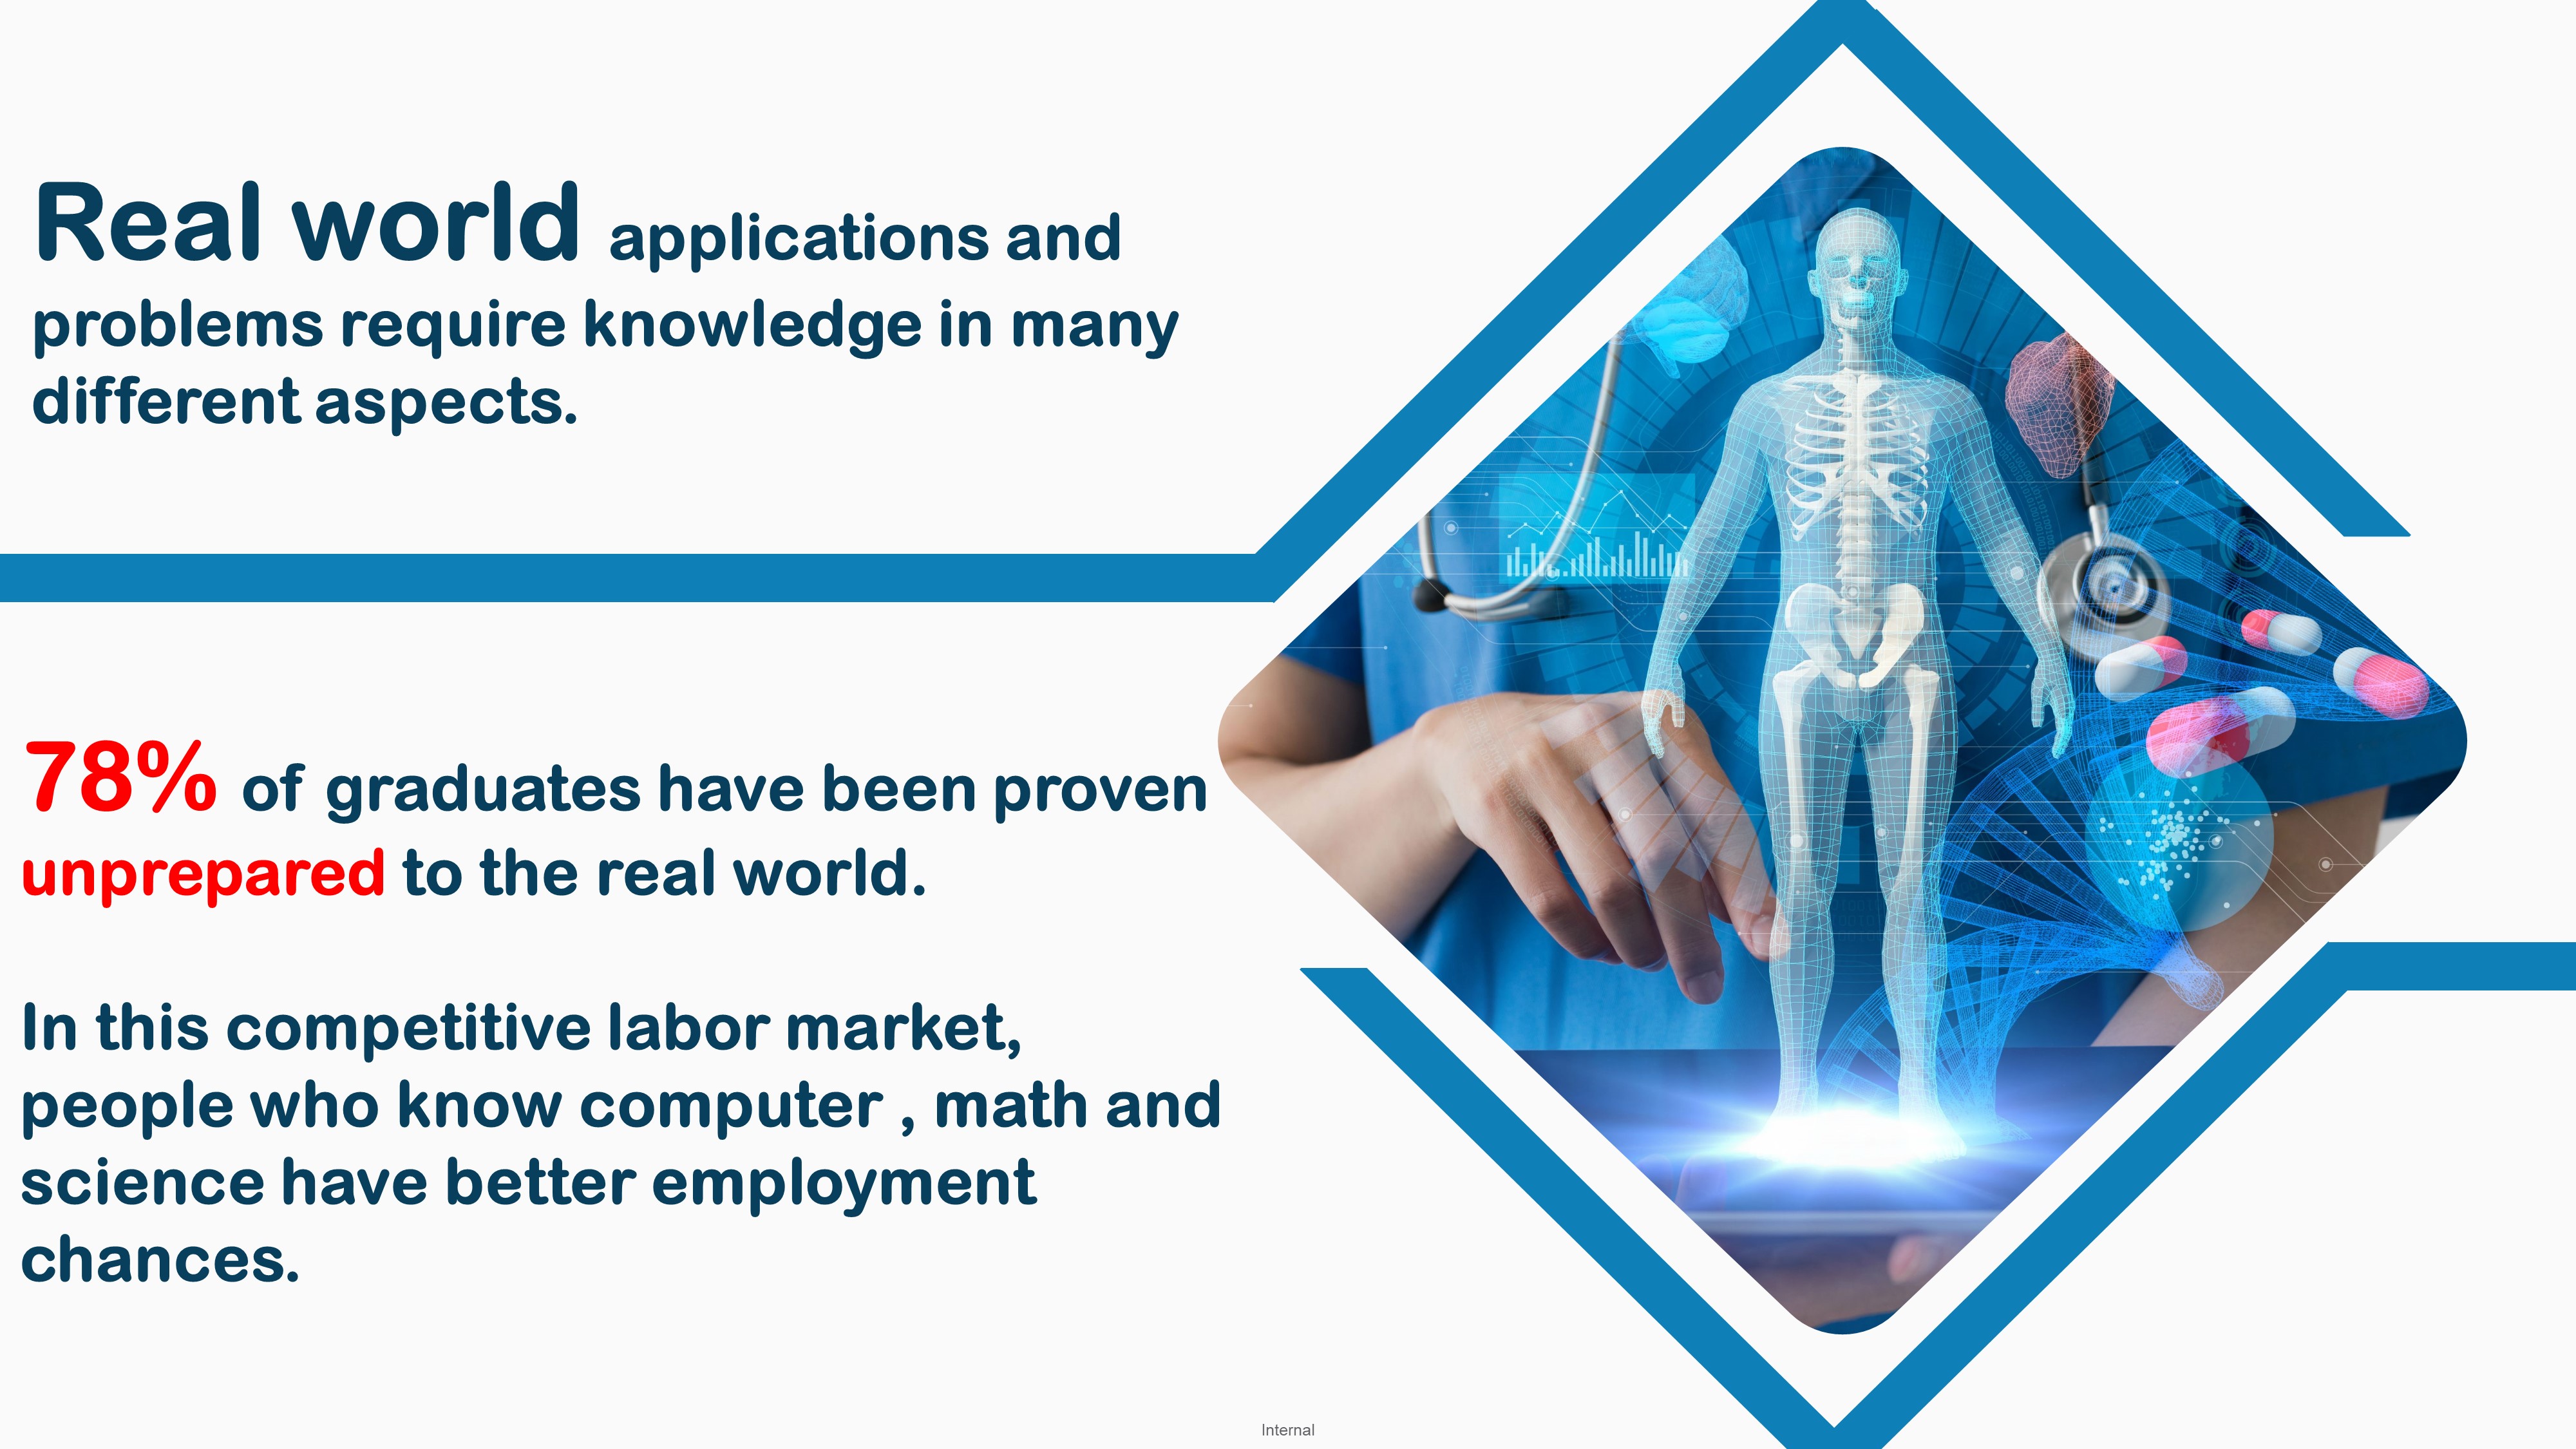 Real world applications and
problems require knowledge in many
different aspects.
78% of graduates have been proven
unprepared to the real world.
In this competitive labor market,
people who know computer , math and
science have better employment
chances.
Internal